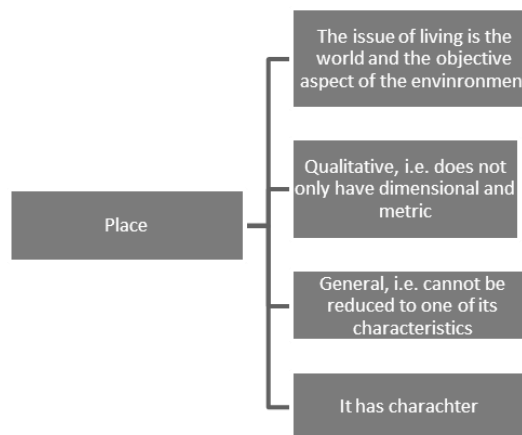 Place
The issue of living is the
world and the objective
aspect of the envinronmen
Qualitative, i.e. does not
only have dimensional and
metric
General, i.e. cannot be
reduced to one of its
characteristics
It has charachter